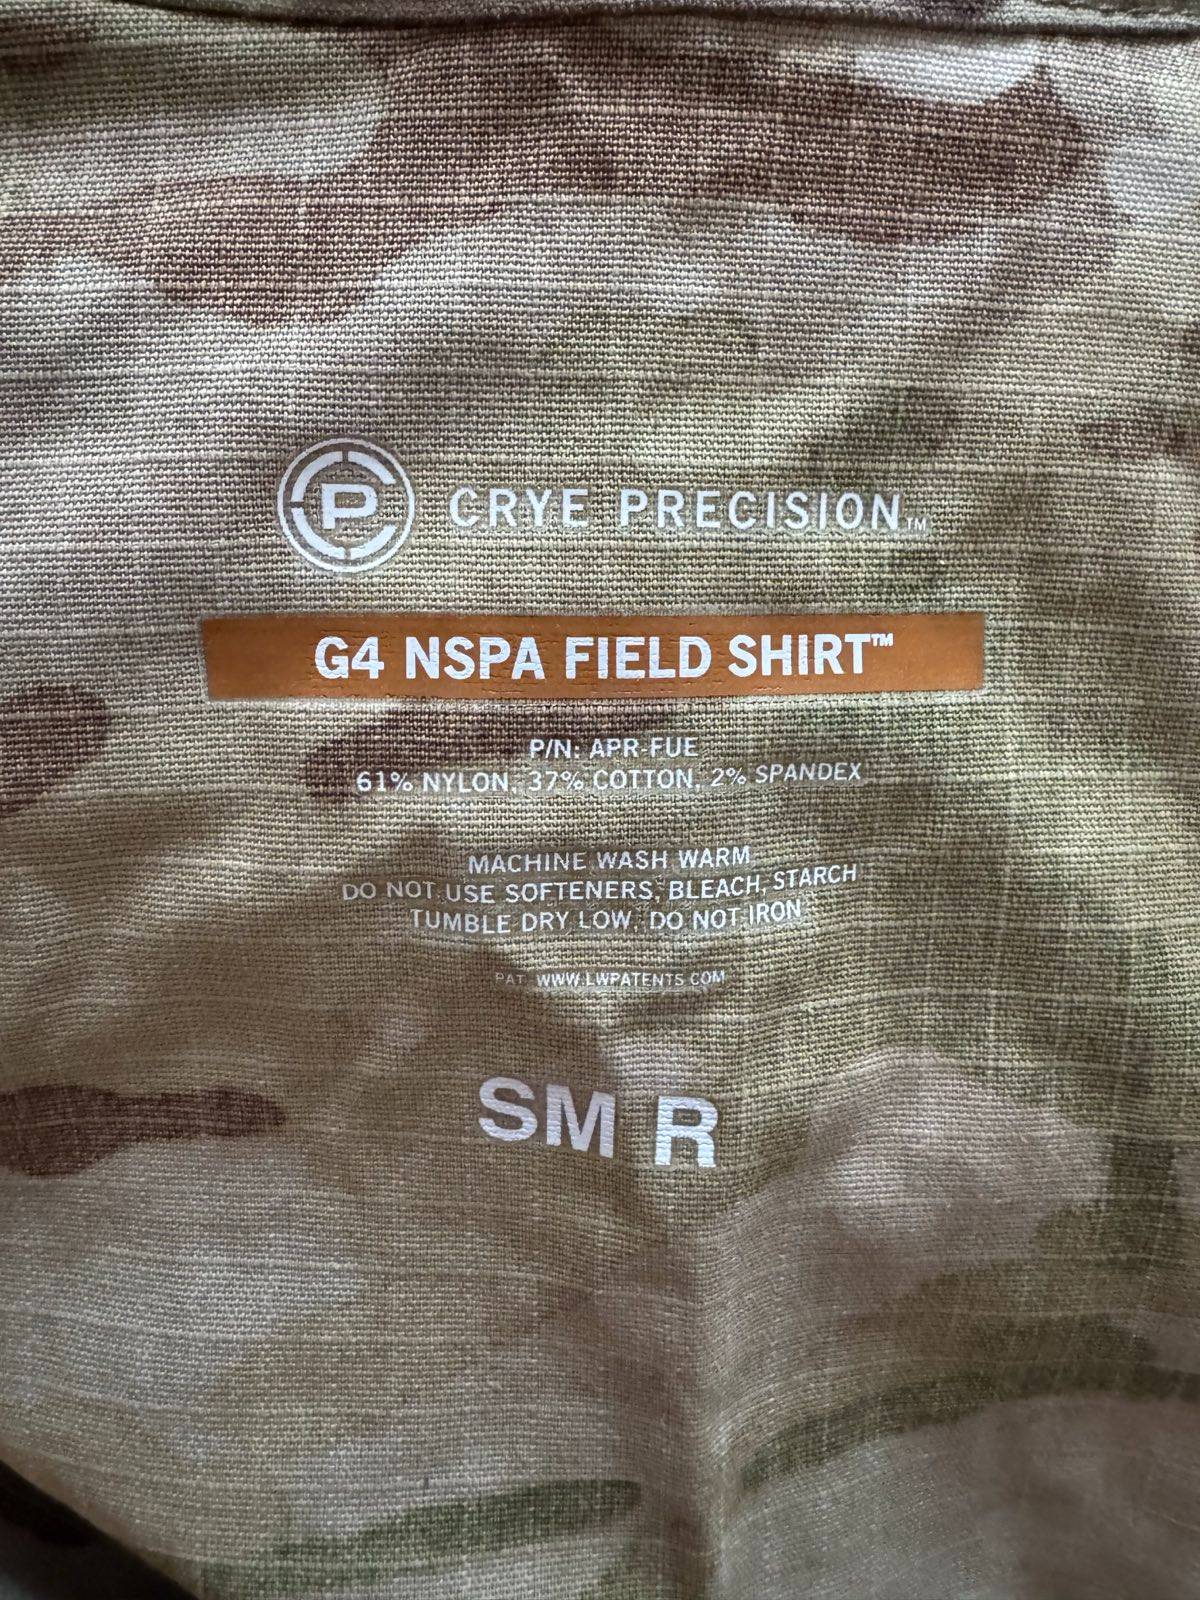 CP CRYE PRECISION™
G4 NSPA FIELD SHIRT™
P/N: APR-FUE
61% NYLON, 37% COTTON, 2% SPANDEX
MACHINE WASH WARM
DO NOT USE SOFTENERS, BLEACH, STARCH
TUMBLE DRY LOW, DO NOT IRON
PAT. WWW.LWPATENTS.COM
SM R